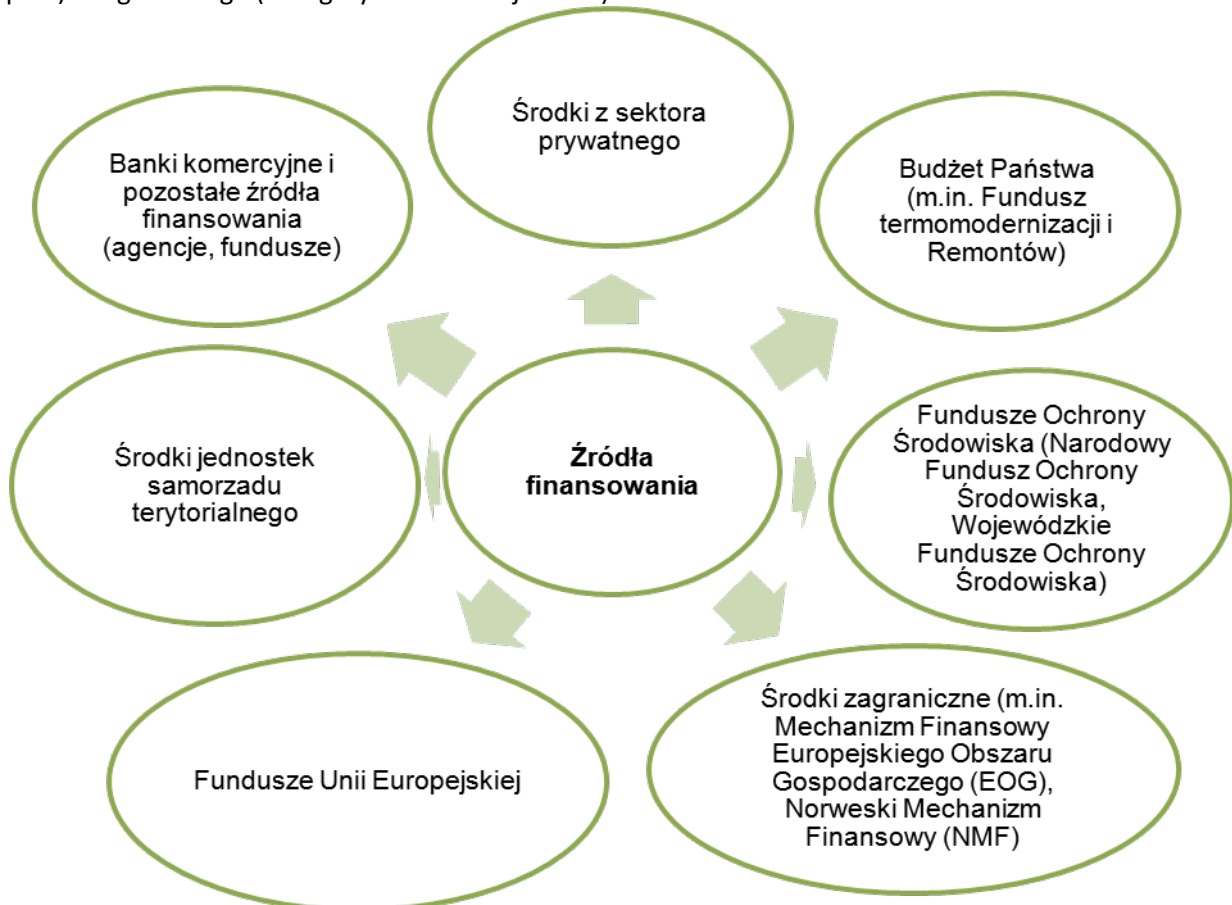 Środki z sektora
prywatnego
Banki komercyjne i
pozostałe źródła
finansowania
(agencje, fundusze)
Budżet Państwa
(m.in. Fundusz
termomodernizacji i
Remontów)
Środki jednostek
samorzadu
terytorialnego
Źródła
finansowania
Fundusze Ochrony
Środowiska (Narodowy
Fundusz Ochrony
Środowiska,
Wojewódzkie
Fundusze Ochrony
Środowiska)
Fundusze Unii Europejskiej
Środki zagraniczne (m.in.
Mechanizm Finansowy
Europejskiego Obszaru
Gospodarczego (EOG),
Norweski Mechanizm
Finansowy (NMF)